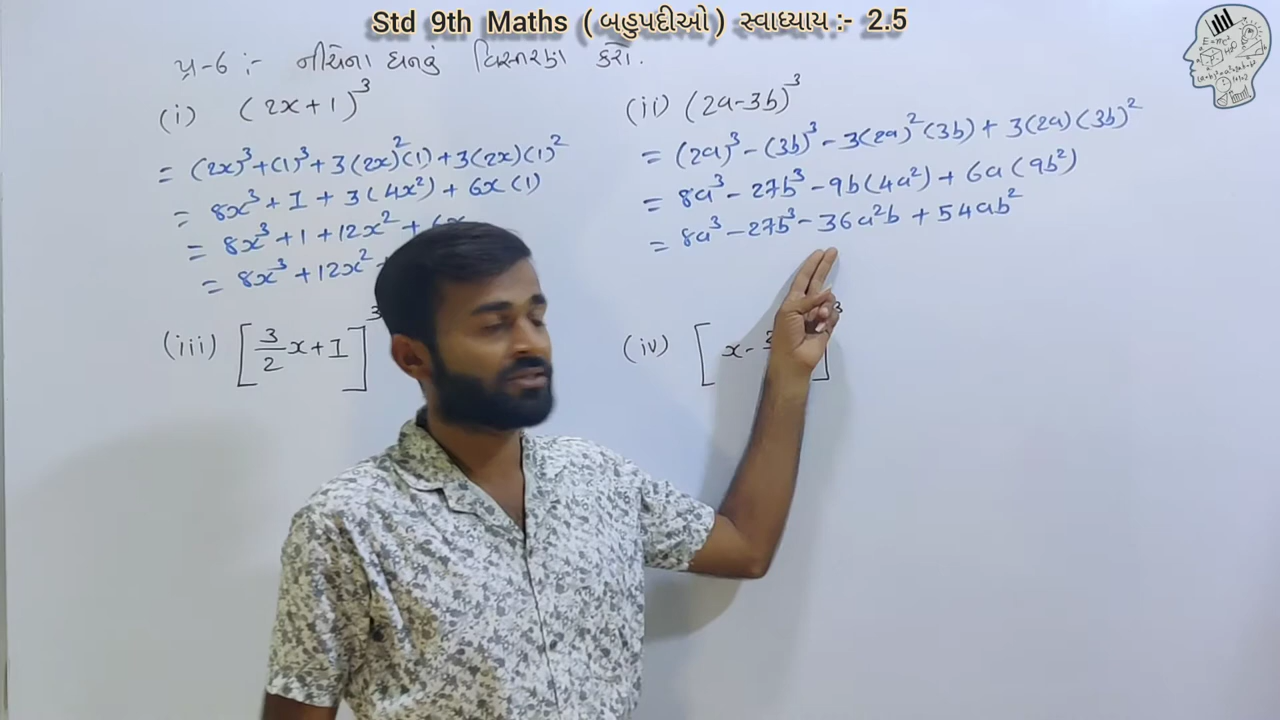 Std 9th Maths ( બહુપદીઓ ) સ્વાધ્યાય :- 2.5
પ્ર-6 :- નીચેના ઘનનું વિસ્તરણ કરો.
(i) (2x+1)³
= (2x)³+(1)³+3(2x)²(1)+3(2x)(1)²
= 8x³+1+3(4x²)+6x(1)
= 8x³+1+12x²+6x
= 8x³+12x²
(ii) (2a-3b)³
= (2a)³-(3b)³-3(2a)²(3b)+3(2a)(3b)²
= 8a³-27b³-9b(4a²)+6a(9b²)
= 8a³-27b³-36a²b+54ab²
(iii) [3/2x+1]³
(iv) [x-